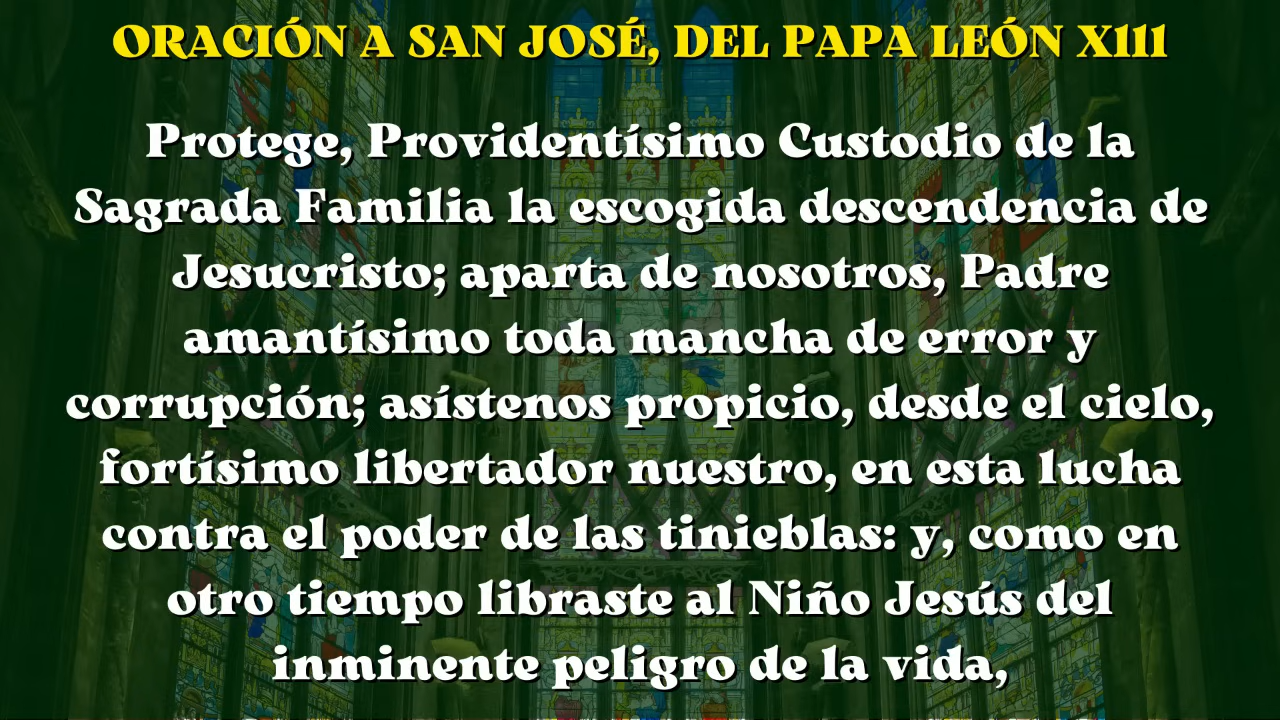 ORACIÓN A SAN JOSÉ, DEL PAPA LEÓN X111
Protege, Providentísimo Custodio de la
Sagrada Familia la escogida descendencia de
Jesucristo; aparta de nosotros, Padre
amantísimo toda mancha de error y
corrupción; asístenos propicio, desde el cielo,
fortísimo libertador nuestro, en esta lucha
contra el poder de las tinieblas: y, como en
otro tiempo libraste al Niño Jesús del
inminente peligro de la vida,